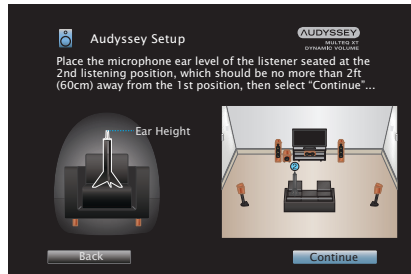 Audyssey Setup
AUDYSSEY
MULTEQ XT
DYNAMIC VOLUME
Place the microphone ear level of the listener seated at the
2nd listening position, which should be no more than 2ft
(60cm) away from the 1st position, then select “Continue”...
Ear Height
2
Back
Continue